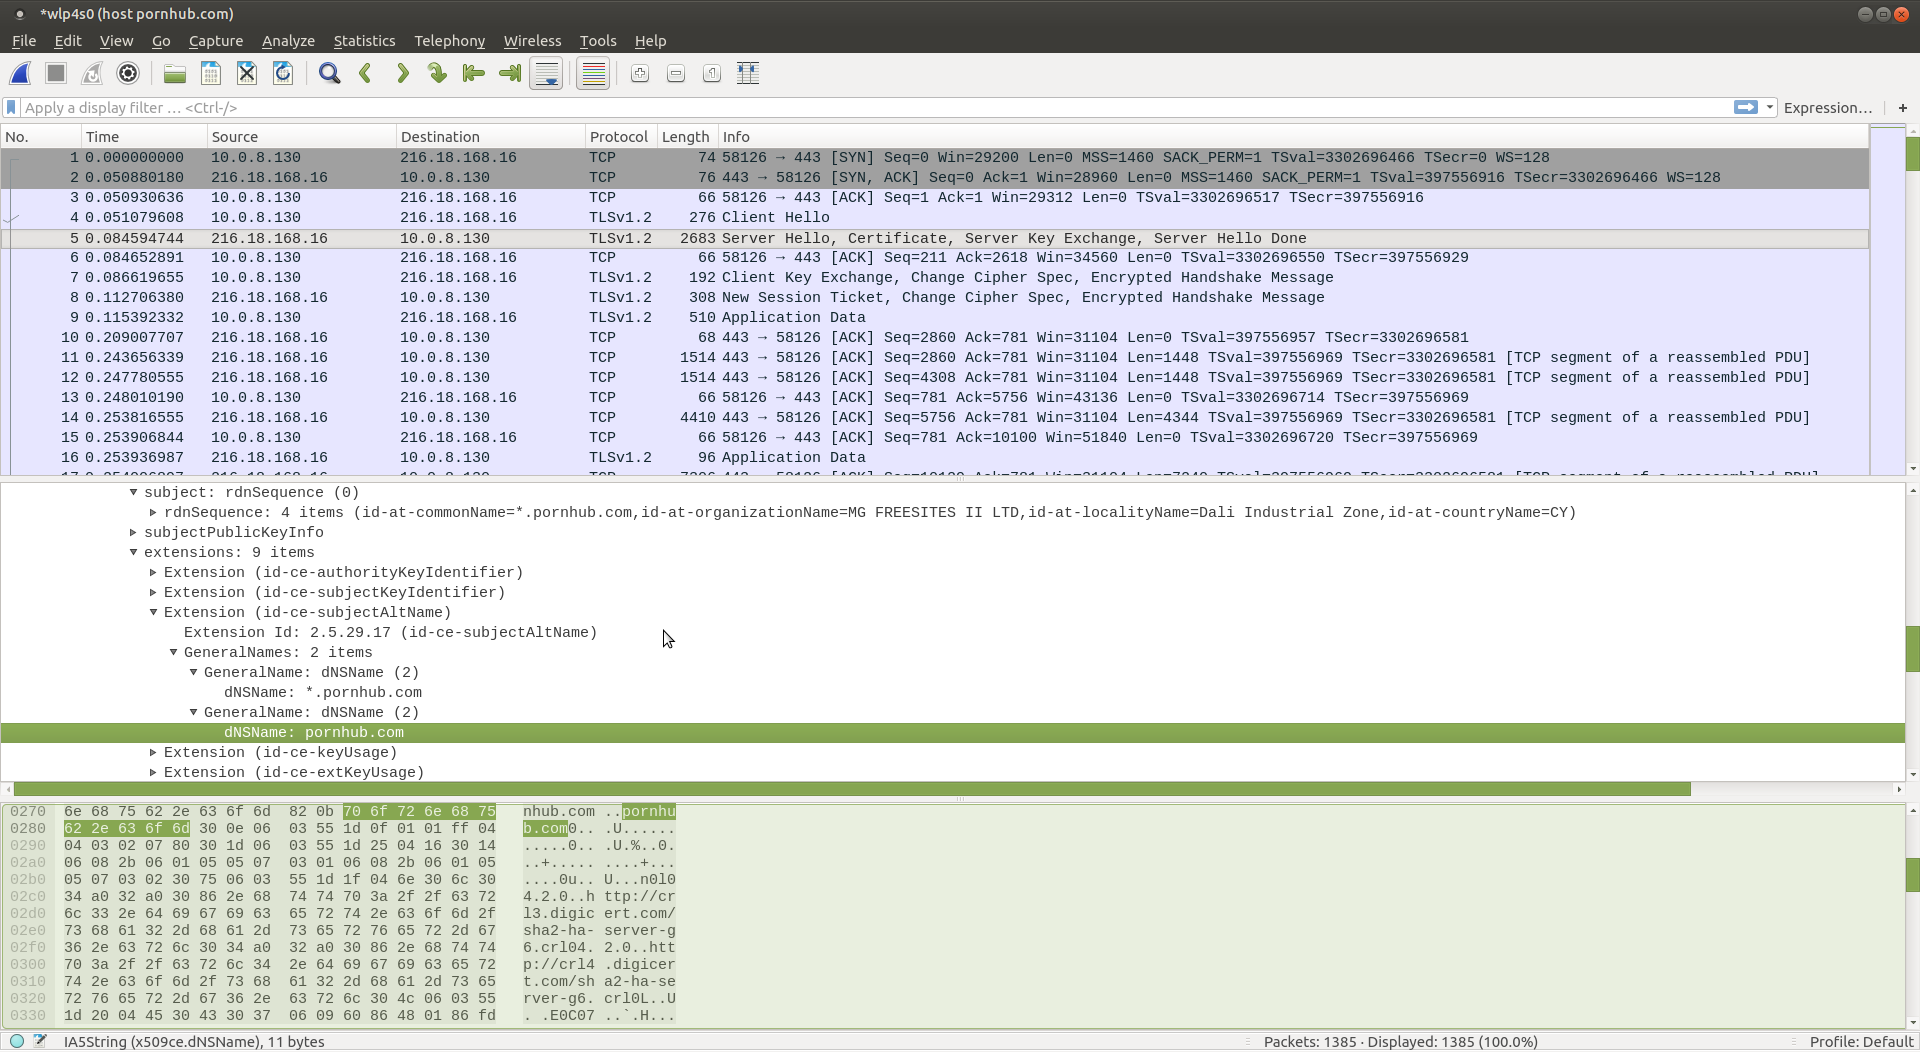 *wlp4s0 (host pornhub.com)
File Edit View Go Capture Analyze Statistics Telephony Wireless Tools Help
Apply a display filter … <Ctrl-/> Expression… +
No. Time Source Destination Protocol Length Info
1 0.000000000 10.0.8.130 216.18.168.16 TCP 74 58126 → 443 [SYN] Seq=0 Win=29200 Len=0 MSS=1460 SACK_PERM=1 TSval=3302696466 TSecr=0 WS=128
2 0.050880180 216.18.168.16 10.0.8.130 TCP 76 443 → 58126 [SYN, ACK] Seq=0 Ack=1 Win=28960 Len=0 MSS=1460 SACK_PERM=1 TSval=397556916 TSecr=3302696466 WS=128
3 0.050930636 10.0.8.130 216.18.168.16 TCP 66 58126 → 443 [ACK] Seq=1 Ack=1 Win=29312 Len=0 TSval=3302696517 TSecr=397556916
4 0.051079608 10.0.8.130 216.18.168.16 TLSv1.2 276 Client Hello
5 0.084594744 216.18.168.16 10.0.8.130 TLSv1.2 2683 Server Hello, Certificate, Server Key Exchange, Server Hello Done
6 0.084652891 10.0.8.130 216.18.168.16 TCP 66 58126 → 443 [ACK] Seq=211 Ack=2618 Win=34560 Len=0 TSval=3302696550 TSecr=397556929
7 0.086619655 10.0.8.130 216.18.168.16 TLSv1.2 192 Client Key Exchange, Change Cipher Spec, Encrypted Handshake Message
8 0.112706380 216.18.168.16 10.0.8.130 TLSv1.2 308 New Session Ticket, Change Cipher Spec, Encrypted Handshake Message
9 0.115392332 10.0.8.130 216.18.168.16 TLSv1.2 510 Application Data
10 0.209007707 216.18.168.16 10.0.8.130 TCP 68 443 → 58126 [ACK] Seq=2860 Ack=781 Win=31104 Len=0 TSval=397556957 TSecr=3302696581
11 0.243656339 216.18.168.16 10.0.8.130 TCP 1514 443 → 58126 [ACK] Seq=2860 Ack=781 Win=31104 Len=1448 TSval=397556969 TSecr=3302696581 [TCP segment of a reassembled PDU]
12 0.247780555 216.18.168.16 10.0.8.130 TCP 1514 443 → 58126 [ACK] Seq=4308 Ack=781 Win=31104 Len=1448 TSval=397556969 TSecr=3302696581 [TCP segment of a reassembled PDU]
13 0.248010190 10.0.8.130 216.18.168.16 TCP 66 58126 → 443 [ACK] Seq=781 Ack=5756 Win=43136 Len=0 TSval=3302696714 TSecr=397556969
14 0.253816555 216.18.168.16 10.0.8.130 TCP 4410 443 → 58126 [ACK] Seq=5756 Ack=781 Win=31104 Len=4344 TSval=397556969 TSecr=3302696581 [TCP segment of a reassembled PDU]
15 0.253906844 10.0.8.130 216.18.168.16 TCP 66 58126 → 443 [ACK] Seq=781 Ack=10100 Win=51840 Len=0 TSval=3302696720 TSecr=397556969
16 0.253936987 216.18.168.16 10.0.8.130 TLSv1.2 96 Application Data
subject: rdnSequence (0)
rdnSequence: 4 items (id-at-commonName=*.pornhub.com,id-at-organizationName=MG FREESITES II LTD,id-at-localityName=Dali Industrial Zone,id-at-countryName=CY)
subjectPublicKeyInfo
extensions: 9 items
Extension (id-ce-authorityKeyIdentifier)
Extension (id-ce-subjectKeyIdentifier)
Extension (id-ce-subjectAltName)
Extension Id: 2.5.29.17 (id-ce-subjectAltName)
GeneralNames: 2 items
GeneralName: dNSName (2)
dNSName: *.pornhub.com
GeneralName: dNSName (2)
dNSName: pornhub.com
Extension (id-ce-keyUsage)
Extension (id-ce-extKeyUsage)
0270 6e 68 75 62 2e 63 6f 6d 82 0b 70 6f 72 6e 68 75 nhub.com ..pornhu
0280 62 2e 63 6f 6d 30 0e 06 03 55 1d 0f 01 01 ff 04 b.com0.. .U......
0290 04 03 02 07 80 30 1d 06 03 55 1d 25 04 16 30 14 .....0.. .U.%..0.
02a0 06 08 2b 06 01 05 05 07 03 01 06 08 2b 06 01 05 ..+..... ....+...
02b0 05 07 03 02 30 75 06 03 55 1d 1f 04 6e 30 6c 30 ....0u.. U...n0l0
02c0 34 a0 32 a0 30 86 2e 68 74 74 70 3a 2f 2f 63 72 4.2.0..h ttp://cr
02d0 6c 33 2e 64 69 67 69 63 65 72 74 2e 63 6f 6d 2f l3.digic ert.com/
02e0 73 68 61 32 2d 68 61 2d 73 65 72 76 65 72 2d 67 sha2-ha- server-g
02f0 36 2e 63 72 6c 30 34 a0 32 a0 30 86 2e 68 74 74 6.crl04. 2.0..htt
0300 70 3a 2f 2f 63 72 6c 34 2e 64 69 67 69 63 65 72 p://crl4 .digicer
0310 74 2e 63 6f 6d 2f 73 68 61 32 2d 68 61 2d 73 65 t.com/sh a2-ha-se
0320 72 76 65 72 2d 67 36 2e 63 72 6c 30 4c 06 03 55 rver-g6. crl0L..U
0330 1d 20 04 45 30 43 30 37 06 09 60 86 48 01 86 fd . .E0C07 ..`.H...
IA5String (x509ce.dNSName), 11 bytes Packets: 1385 · Displayed: 1385 (100.0%) Profile: Default